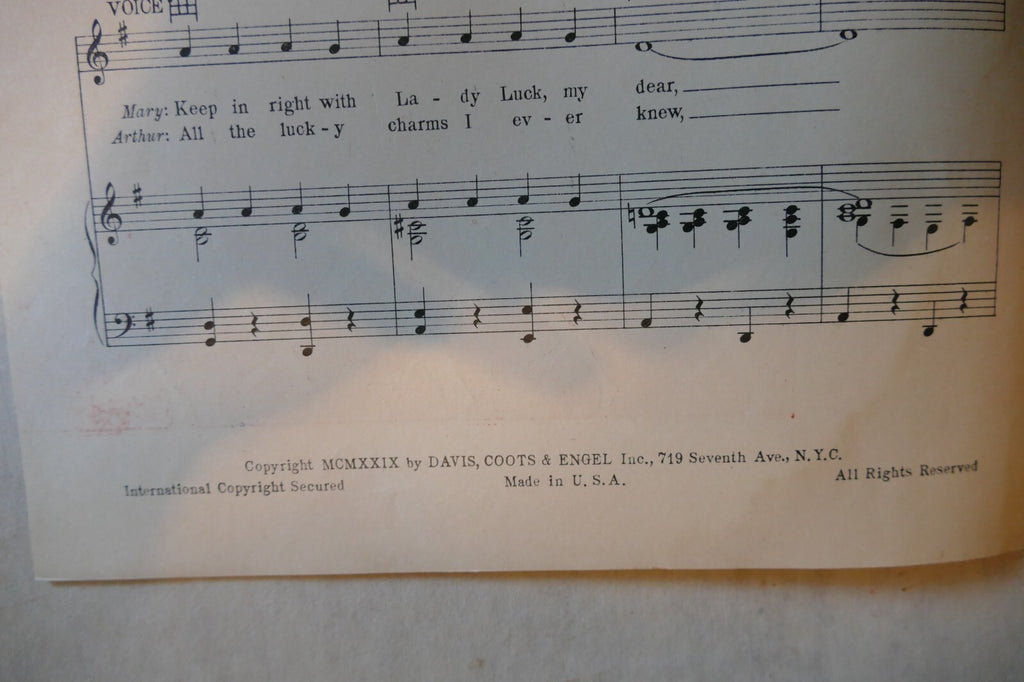 VOICE
Mary: Keep in right with La - dy Luck, my dear,
Arthur: All the luck - y charms I ev - er knew,
Copyright MCMXXIX by DAVIS, COOTS & ENGEL Inc., 719 Seventh Ave., N.Y.C.
International Copyright Secured Made in U.S.A. All Rights Reserved